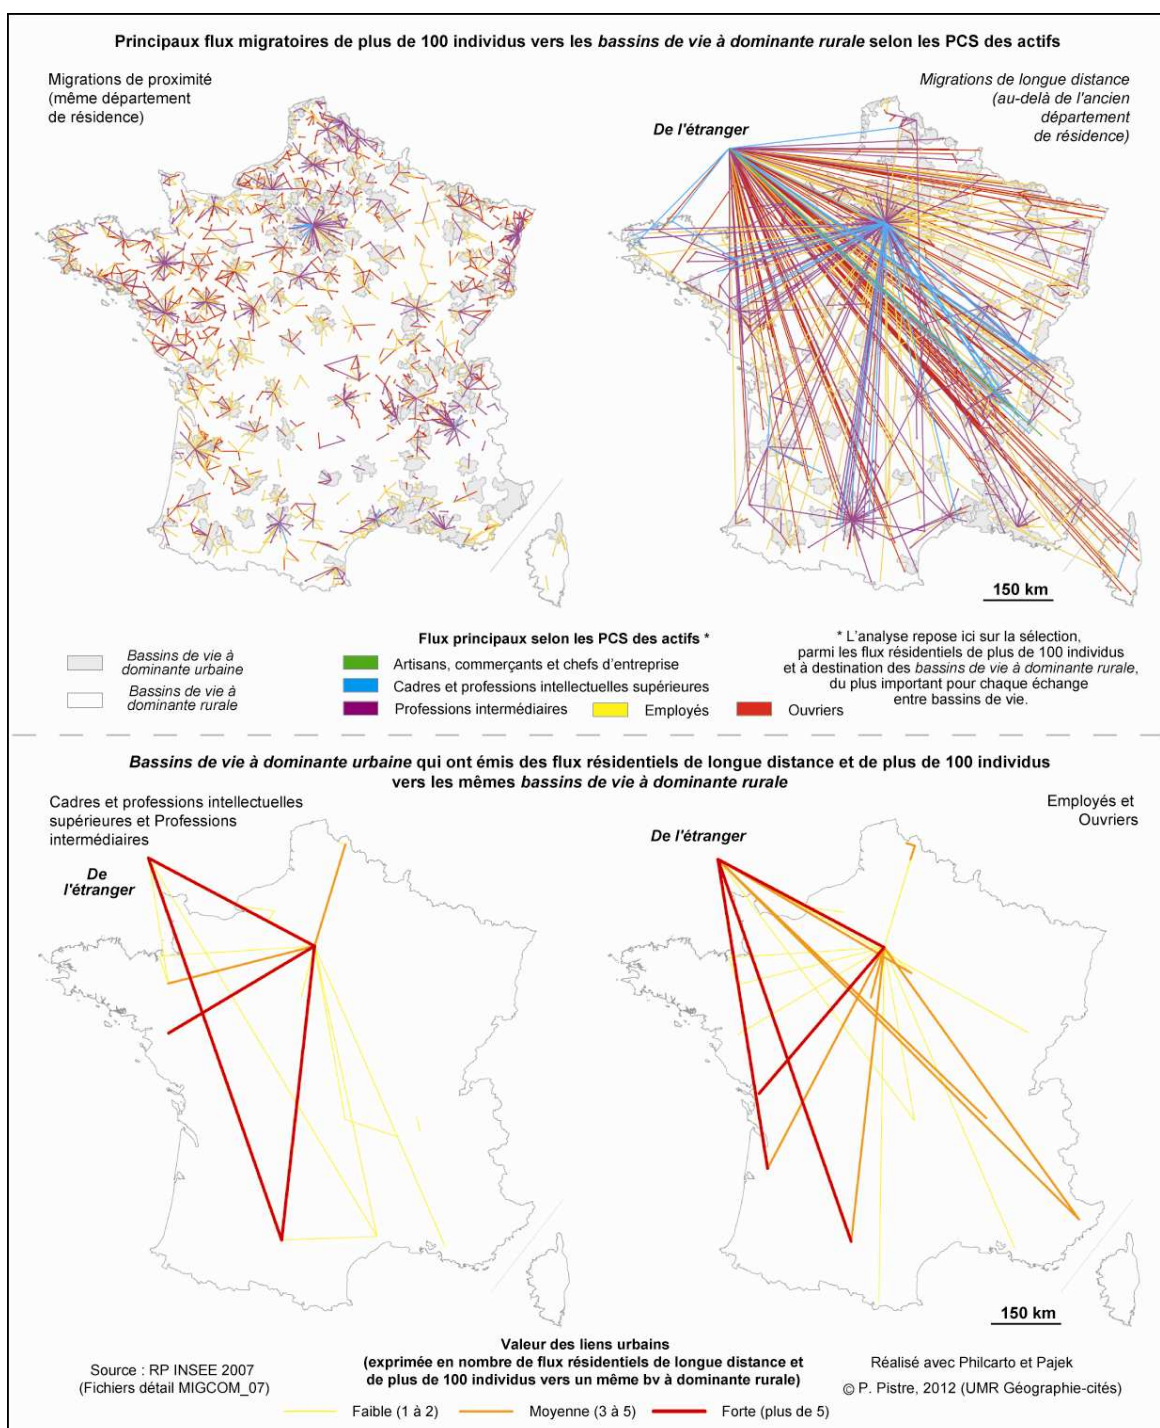 Principaux flux migratoires de plus de 100 individus vers les bassins de vie à dominante rurale selon les PCS des actifs
Migrations de proximité
(même département
de résidence)
Migrations de longue distance
(au-delà de l'ancien
département
de résidence)
De l'étranger
150 km
Bassins de vie à
dominante urbaine
Bassins de vie à
dominante rurale
Flux principaux selon les PCS des actifs *
Artisans, commerçants et chefs d'entreprise
Cadres et professions intellectuelles supérieures
Professions intermédiaires
Employés
Ouvriers
* L'analyse repose ici sur la sélection,
parmi les flux résidentiels de plus de 100 individus
et à destination des bassins de vie à dominante rurale,
du plus important pour chaque échange
entre bassins de vie.
Bassins de vie à dominante urbaine qui ont émis des flux résidentiels de longue distance et de plus de 100 individus
vers les mêmes bassins de vie à dominante rurale
Cadres et professions intellectuelles
supérieures et Professions
intermédiaires
De
l'étranger
Employés et
Ouvriers
De l'étranger
150 km
Valeur des liens urbains
(exprimée en nombre de flux résidentiels de longue distance et
de plus de 100 individus vers un même bv à dominante rurale)
Source : RP INSEE 2007
(Fichiers détail MIGCOM_07)
Réalisé avec Philcarto et Pajek
© P. Pistre, 2012 (UMR Géographie-cités)
Faible (1 à 2)
Moyenne (3 à 5)
Forte (plus de 5)